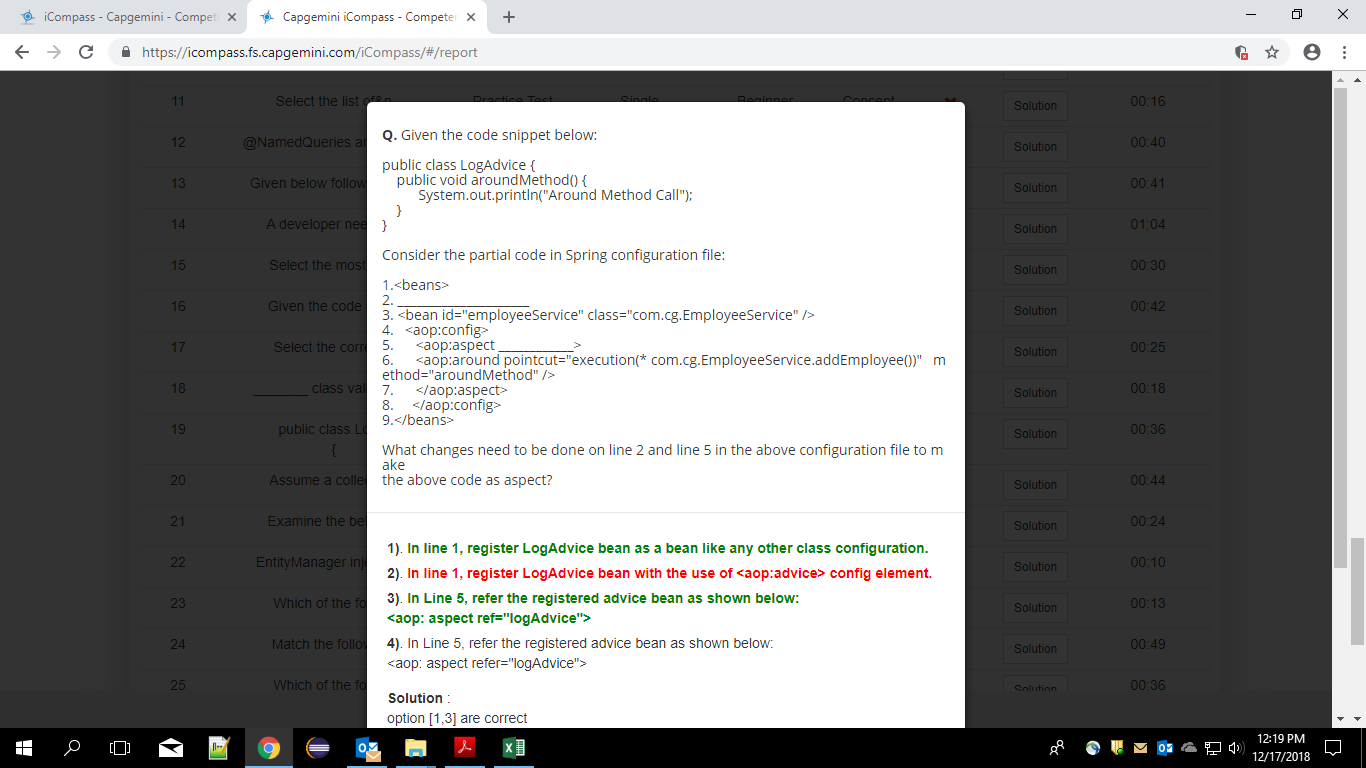 iCompass - Capgemini - Compet
Capgemini iCompass - Competen
https://icompass.fs.capgemini.com/iCompass/#/report
11 Select the list of&n Practice Test Single Beginner Consent Solution 00:16
12 @NamedQueries ar Solution 00:40
13 Given below follow Solution 00:41
14 A developer nee Solution 01:04
15 Select the most Solution 00:30
16 Given the code Solution 00:42
17 Select the corre Solution 00:25
18 ________ class val Solution 00:18
19 public class Lo Solution 00:36
{
20 Assume a colle Solution 00:44
21 Examine the bel Solution 00:24
22 EntityManager inje Solution 00:10
23 Which of the fo Solution 00:13
24 Match the follow Solution 00:49
25 Which of the fo Solution 00:36
Q. Given the code snippet below:
public class LogAdvice {
public void aroundMethod() {
System.out.println("Around Method Call");
}
}
Consider the partial code in Spring configuration file:
1.<beans>
2. ____________________
3. <bean id="employeeService" class="com.cg.EmployeeService" />
4. <aop:config>
5. <aop:aspect ___________>
6. <aop:around pointcut="execution(* com.cg.EmployeeService.addEmployee())" m
ethod="aroundMethod" />
7. </aop:aspect>
8. </aop:config>
9.</beans>
What changes need to be done on line 2 and line 5 in the above configuration file to m
ake
the above code as aspect?
1). In line 1, register LogAdvice bean as a bean like any other class configuration.
2). In line 1, register LogAdvice bean with the use of <aop:advice> config element.
3). In Line 5, refer the registered advice bean as shown below:
<aop: aspect ref="logAdvice">
4). In Line 5, refer the registered advice bean as shown below:
<aop: aspect refer="logAdvice">
Solution :
option [1,3] are correct
12:19 PM
12/17/2018